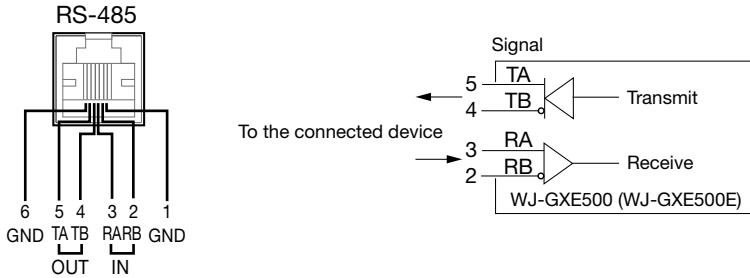 RS-485
6 5 4 3 2 1
GND TA TB RA RB GND
OUT IN
Signal
5 TA
4 TB
Transmit
To the connected device
3 RA
2 RB
Receive
WJ-GXE500 (WJ-GXE500E)